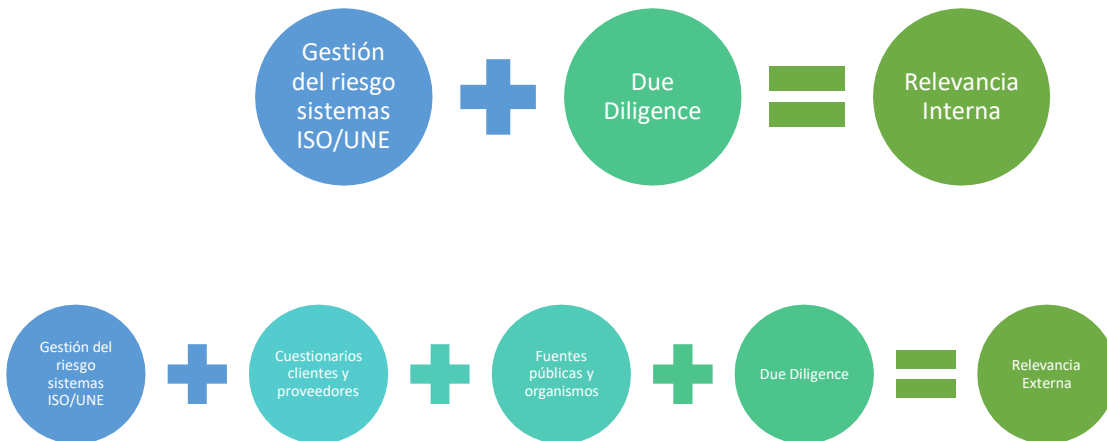 Gestión
del riesgo
sistemas
ISO/UNE
Due
Diligence
Relevancia
Interna
Gestión del
riesgo
sistemas
ISO/UNE
Cuestionarios
clientes y
proveedores
Fuentes
públicas y
organismos
Due Diligence
Relevancia
Externa